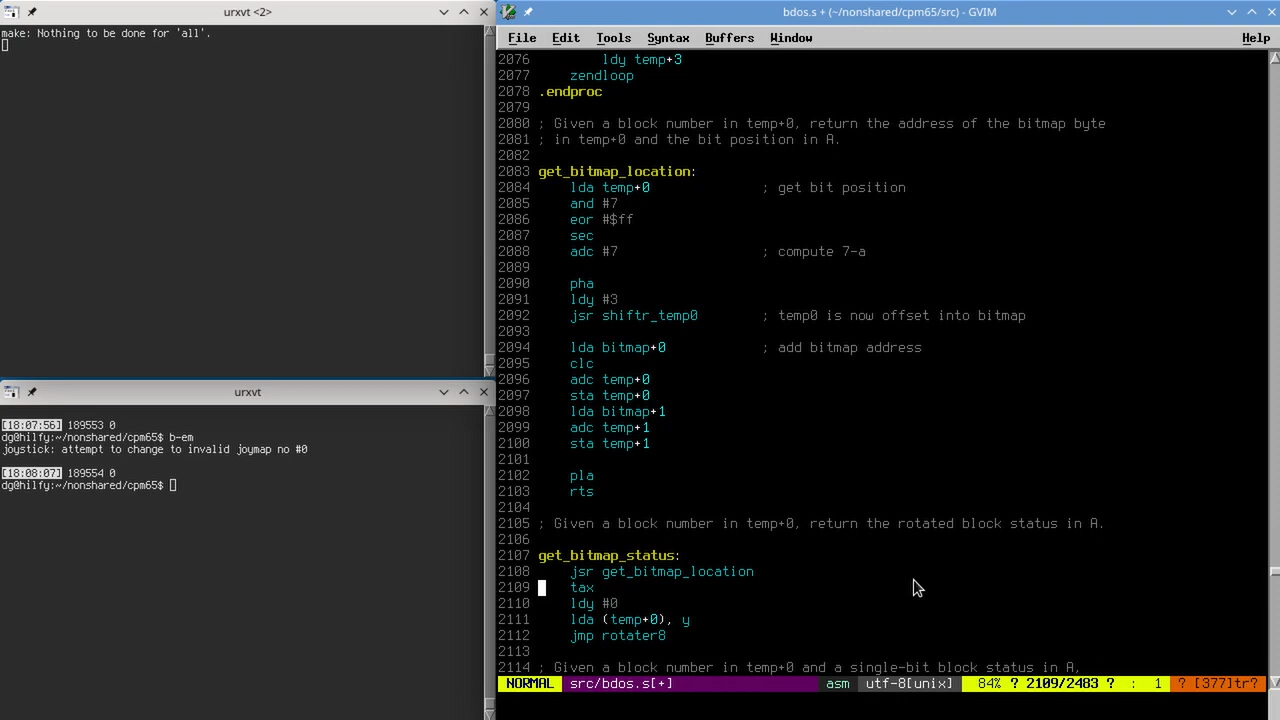 urxvt <2>
make: Nothing to be done for 'all'.
urxvt
[18:07:56] 189553 0
dg@hilfy:~/nonshared/cpm65$ b-em
joystick: attempt to change to invalid joymap no #0
[18:08:07] 189554 0
dg@hilfy:~/nonshared/cpm65$
bdos.s + (~/nonshared/cpm65/src) - GVIM
File Edit Tools Syntax Buffers Window Help
2076 ldy temp+3
2077 zendloop
2078 .endproc
2079
2080 ; Given a block number in temp+0, return the address of the bitmap byte
2081 ; in temp+0 and the bit position in A.
2082
2083 get_bitmap_location:
2084 lda temp+0 ; get bit position
2085 and #7
2086 eor #$ff
2087 sec
2088 adc #7 ; compute 7-a
2089
2090 pha
2091 ldy #3
2092 jsr shiftr_temp0 ; temp0 is now offset into bitmap
2093
2094 lda bitmap+0 ; add bitmap address
2095 clc
2096 adc temp+0
2097 sta temp+0
2098 lda bitmap+1
2099 adc temp+1
2100 sta temp+1
2101
2102 pla
2103 rts
2104
2105 ; Given a block number in temp+0, return the rotated block status in A.
2106
2107 get_bitmap_status:
2108 jsr get_bitmap_location
2109 tax
2110 ldy #0
2111 lda (temp+0), y
2112 jmp rotater8
2113
2114 ; Given a block number in temp+0 and a single-bit block status in A,
NORMAL src/bdos.s[+] asm utf-8[unix] 84% ? 2109/2483 ? : 1 ? [377]tr?